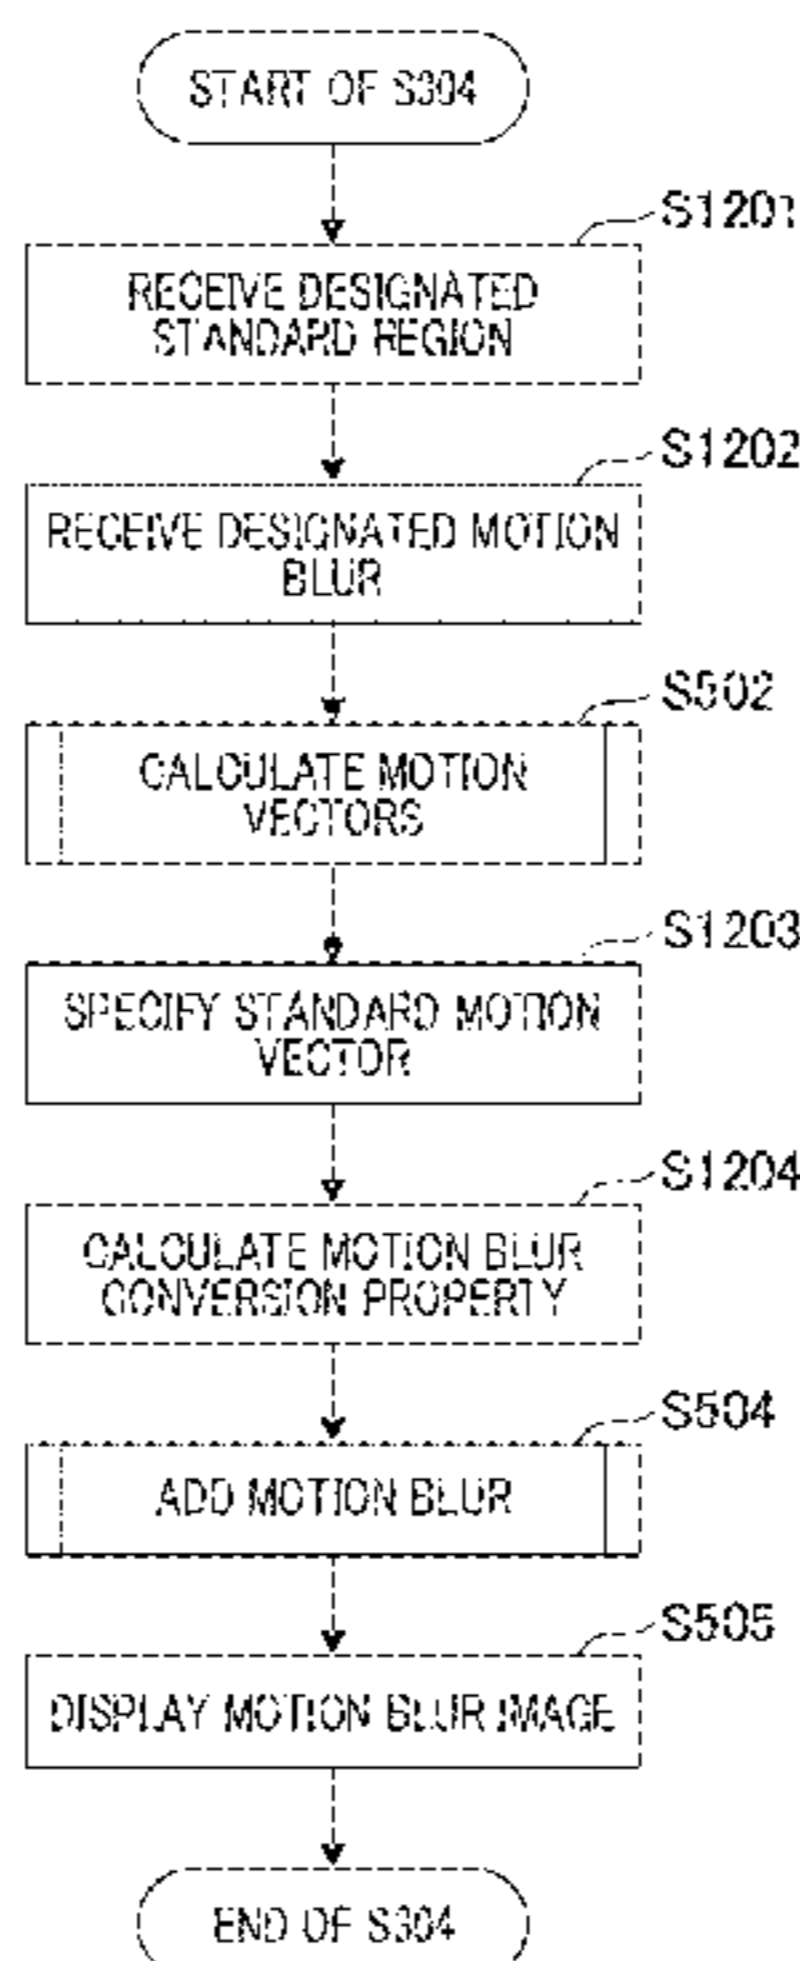 START OF S304
S1201
RECEIVE DESIGNATED
STANDARD REGION
S1202
RECEIVE DESIGNATED MOTION
BLUR
S502
CALCULATE MOTION
VECTORS
S1203
SPECIFY STANDARD MOTION
VECTOR
S1204
CALCULATE MOTION BLUR
CONVERSION PROPERTY
S504
ADD MOTION BLUR
S505
DISPLAY MOTION BLUR IMAGE
END OF S304